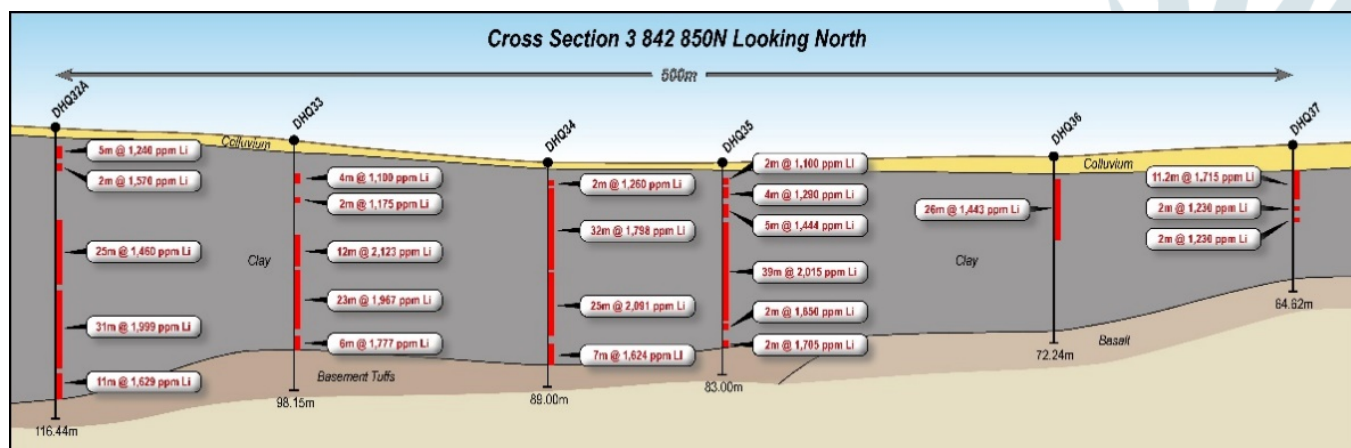 Cross Section 3 842 850N Looking North
500m
DHQ32A
DHQ33
DHQ34
DHQ35
DHQ36
DHQ37
Colluvium
Colluvium
5m @ 1,240 ppm Li
2m @ 1,570 ppm Li
25m @ 1,460 ppm Li
31m @ 1,999 ppm Li
11m @ 1,629 ppm Li
116.44m
Clay
4m @ 1,100 ppm Li
2m @ 1,175 ppm Li
12m @ 2,123 ppm Li
23m @ 1,967 ppm Li
6m @ 1,777 ppm Li
98.15m
Basement Tuffs
2m @ 1,260 ppm Li
32m @ 1,798 ppm Li
25m @ 2,091 ppm Li
7m @ 1,624 ppm Li
89.00m
2m @ 1,100 ppm Li
4m @ 1,290 ppm Li
5m @ 1,444 ppm Li
39m @ 2,015 ppm Li
2m @ 1,650 ppm Li
2m @ 1,705 ppm Li
83.00m
26m @ 1,443 ppm Li
Clay
72.24m
Basalt
11.2m @ 1,715 ppm Li
2m @ 1,230 ppm Li
2m @ 1,230 ppm Li
64.62m